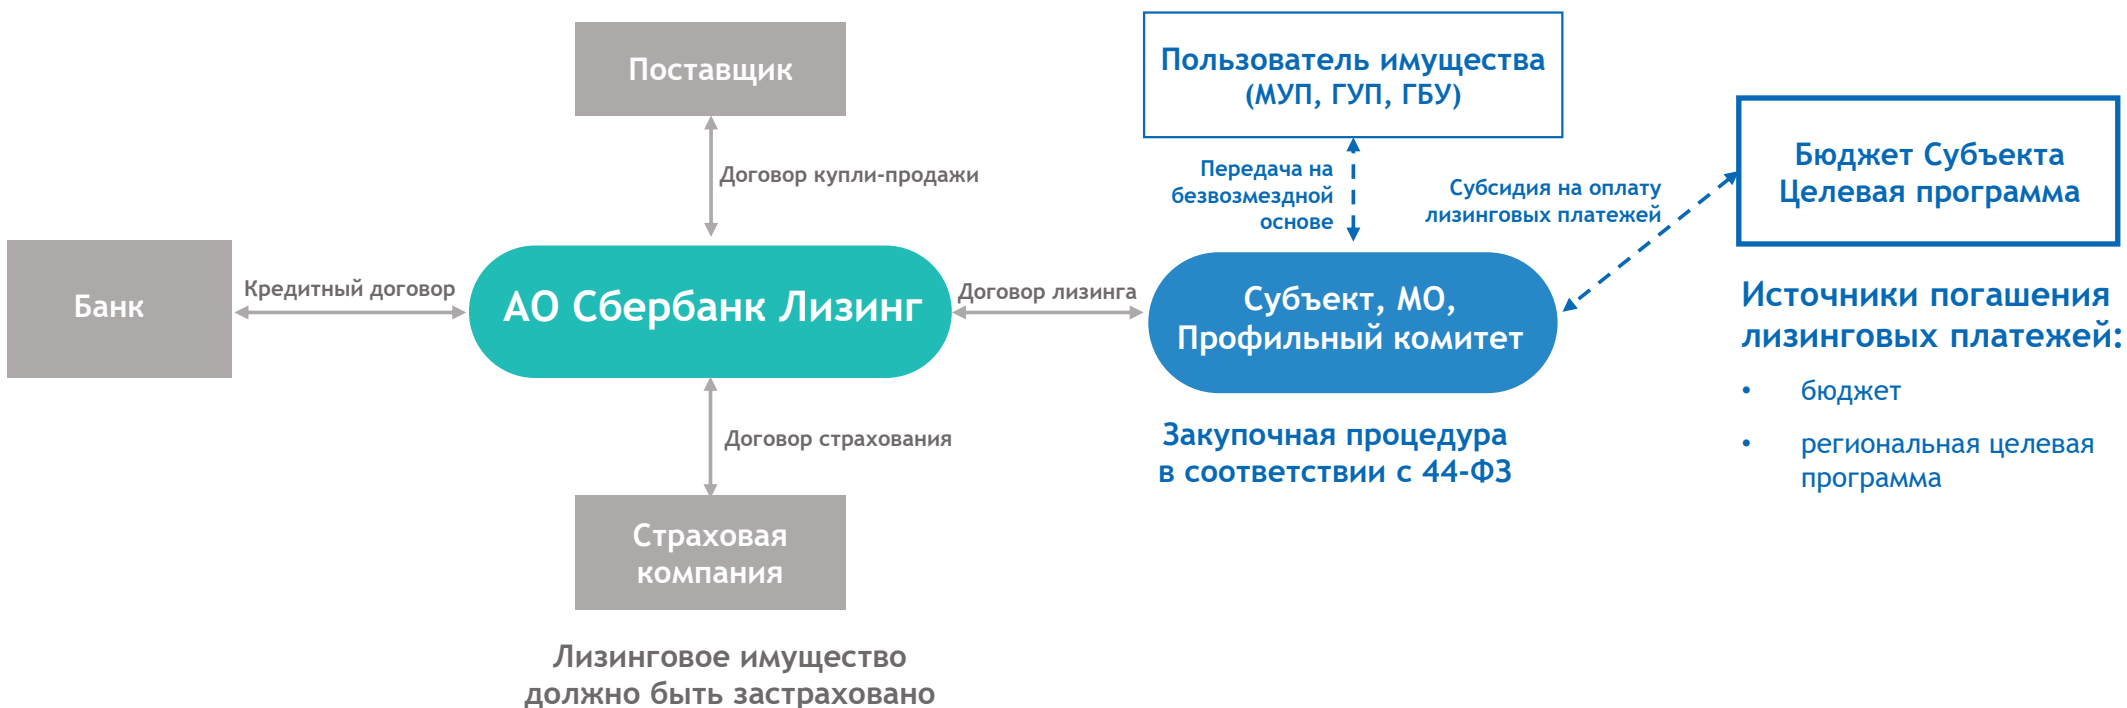 Поставщик
Договор купли-продажи
Банк
Кредитный договор
АО Сбербанк Лизинг
Договор лизинга
Договор страхования
Страховая
компания
Лизинговое имущество
должно быть застраховано
Пользователь имущества
(МУП, ГУП, ГБУ)
Передача на
безвозмездной
основе
Субсидия на оплату
лизинговых платежей
Субъект, МО,
Профильный комитет
Закупочная процедура
в соответствии с 44-ФЗ
Бюджет Субъекта
Целевая программа
Источники погашения
лизинговых платежей:
• бюджет
• региональная целевая
программа